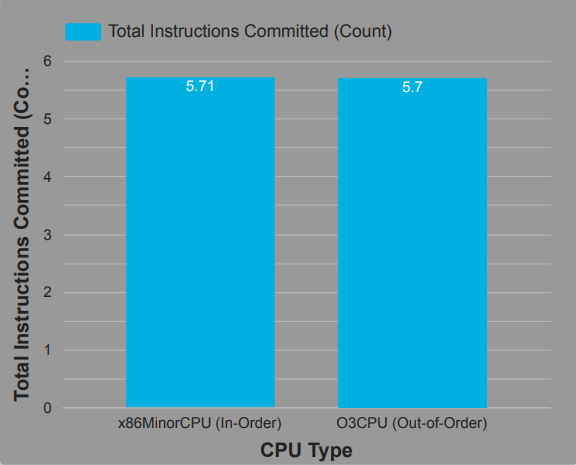 Total Instructions Committed (Count)
Total Instructions Committed (Co...
6
5
4
3
2
1
0
5.71
5.7
x86MinorCPU (In-Order)
O3CPU (Out-of-Order)
CPU Type